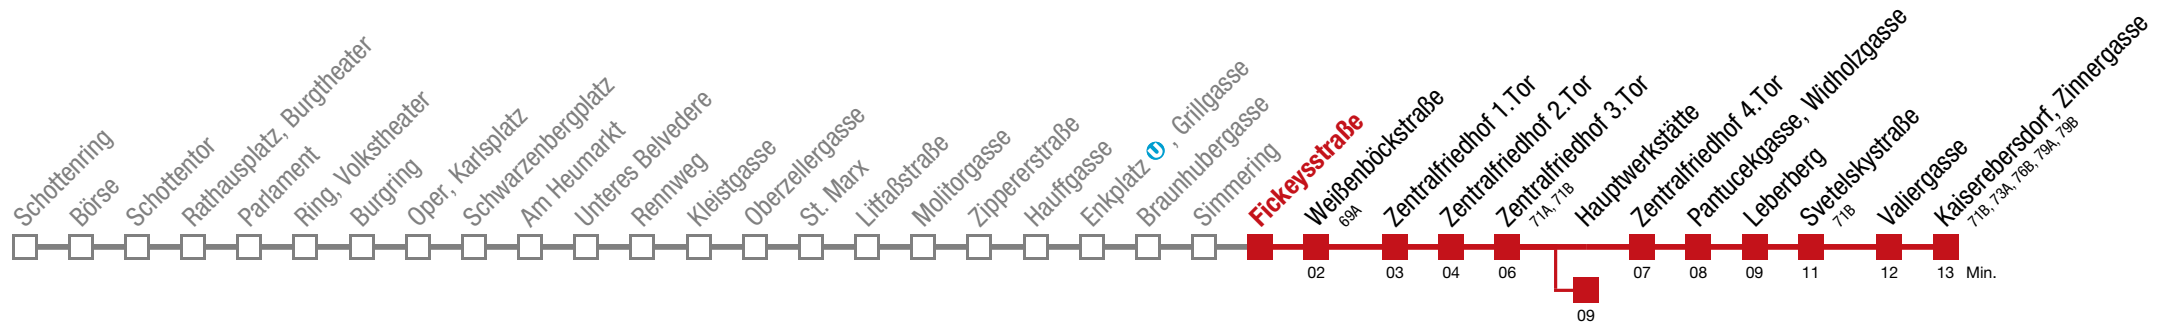 Schottenring
Börse
Schottentor
Rathausplatz, Burgtheater
Parlament
Ring, Volkstheater
Burgring
Oper, Karlsplatz
Schwarzenbergplatz
Am Heumarkt
Unteres Belvedere
Rennweg
Kleistgasse
Oberzellergasse
St. Marx
Litfaßstraße
Molitorgasse
Zippererstraße
Hauffgasse
Enkplatz U, Grillgasse
Braunhubergasse
Simmering
Fickeysstraße
Weißenböckstraße
69A
Zentralfriedhof 1.Tor
Zentralfriedhof 2.Tor
Zentralfriedhof 3.Tor
71A, 71B
Hauptwerkstätte
Zentralfriedhof 4.Tor
Pantucekgasse, Widholzgasse
Leberberg
Svetelskystraße
71B
Valiergasse
Kaiserebersdorf, Zinnergasse
71B, 73A, 76B, 79A, 79B
02 03 04 06 07 08 09 11 12 13 Min.
09